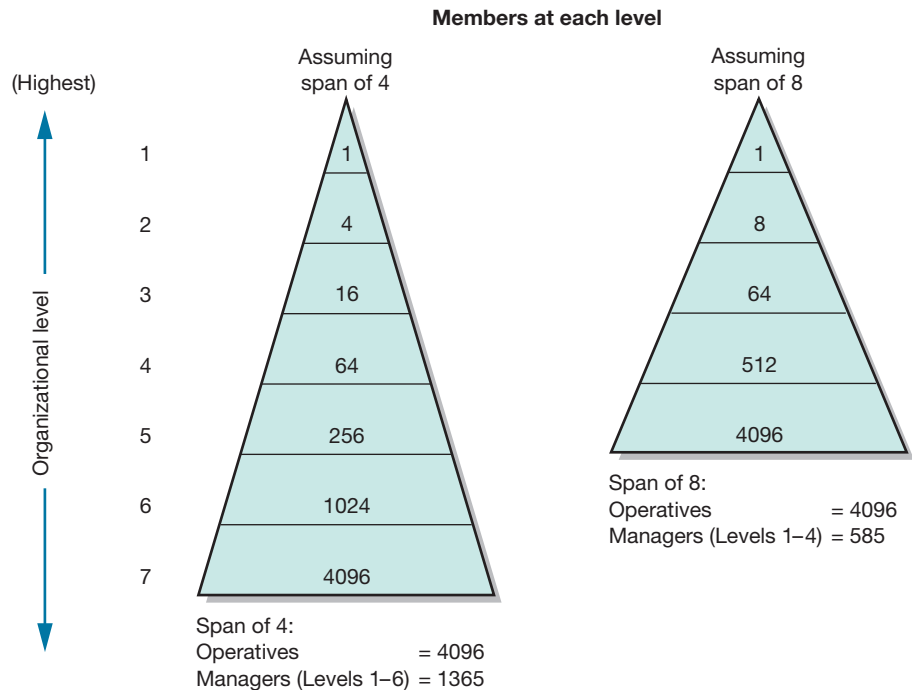 Members at each level
Assuming
span of 4
Assuming
span of 8
(Highest)
Organizational level
1
2
3
4
5
6
7
1
4
16
64
256
1024
4096
1
8
64
512
4096
Span of 4:
Operatives = 4096
Managers (Levels 1–6) = 1365
Span of 8:
Operatives = 4096
Managers (Levels 1–4) = 585